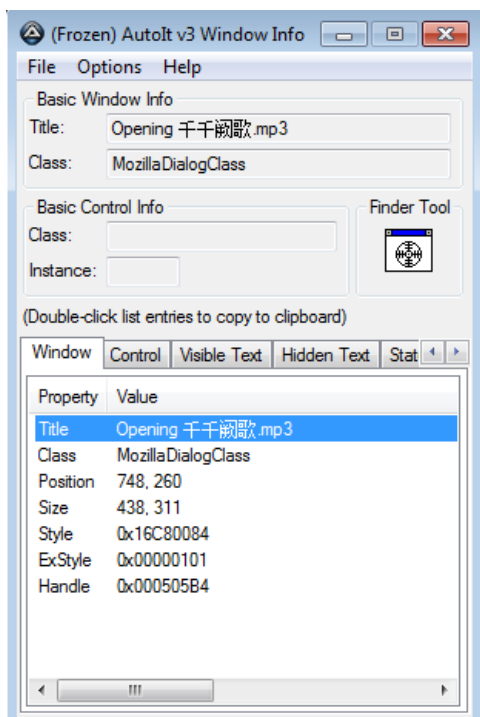 (Frozen) AutoIt v3 Window Info
File Options Help
Basic Window Info
Title: Opening 千千阙歌.mp3
Class: MozillaDialogClass
Basic Control Info
Finder Tool
Class:
Instance:
(Double-click list entries to copy to clipboard)
Window Control Visible Text Hidden Text Stat
Property Value
Title Opening 千千阙歌.mp3
Class MozillaDialogClass
Position 748, 260
Size 438, 311
Style 0x16C80084
ExStyle 0x00000101
Handle 0x000505B4